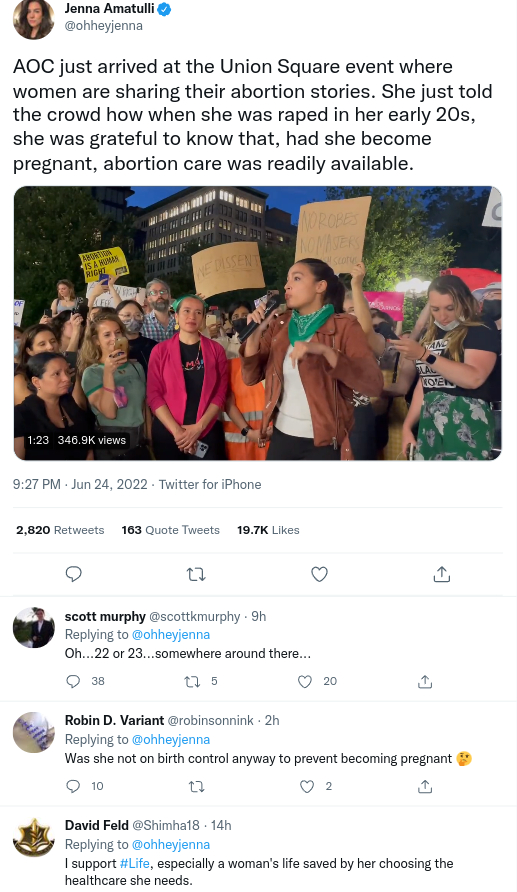 Jenna Amatulli
@ohheyjenna
AOC just arrived at the Union Square event where
women are sharing their abortion stories. She just told
the crowd how when she was raped in her early 20s,
she was grateful to know that, had she become
pregnant, abortion care was readily available.
ABORTION
IS A HUMAN
RIGHT.
WE DISSENT
NO ROBES
NO MASTERS
1:23 346.9K views
9:27 PM · Jun 24, 2022 · Twitter for iPhone
2,820 Retweets 163 Quote Tweets 19.7K Likes
scott murphy @scottkmurphy · 9h
Replying to @ohheyjenna
Oh...22 or 23...somewhere around there...
38 5 20
Robin D. Variant @robinsonnink · 2h
Replying to @ohheyjenna
Was she not on birth control anyway to prevent becoming pregnant 🤔
10 2
David Feld @Shimha18 · 14h
Replying to @ohheyjenna
I support #Life, especially a woman's life saved by her choosing the
healthcare she needs.